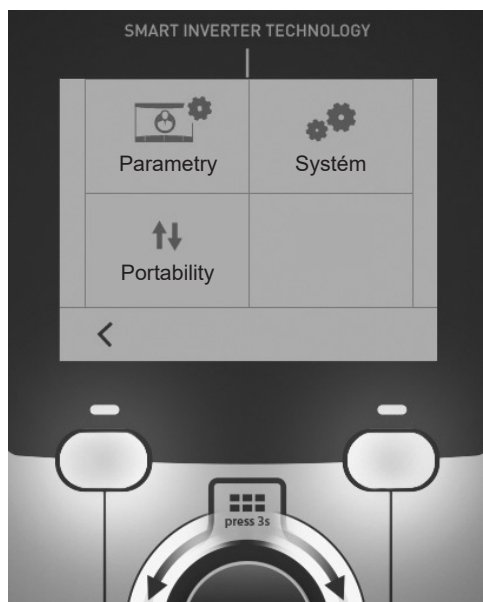 SMART INVERTER TECHNOLOGY
Parametry
Systém
Portability
press 3s